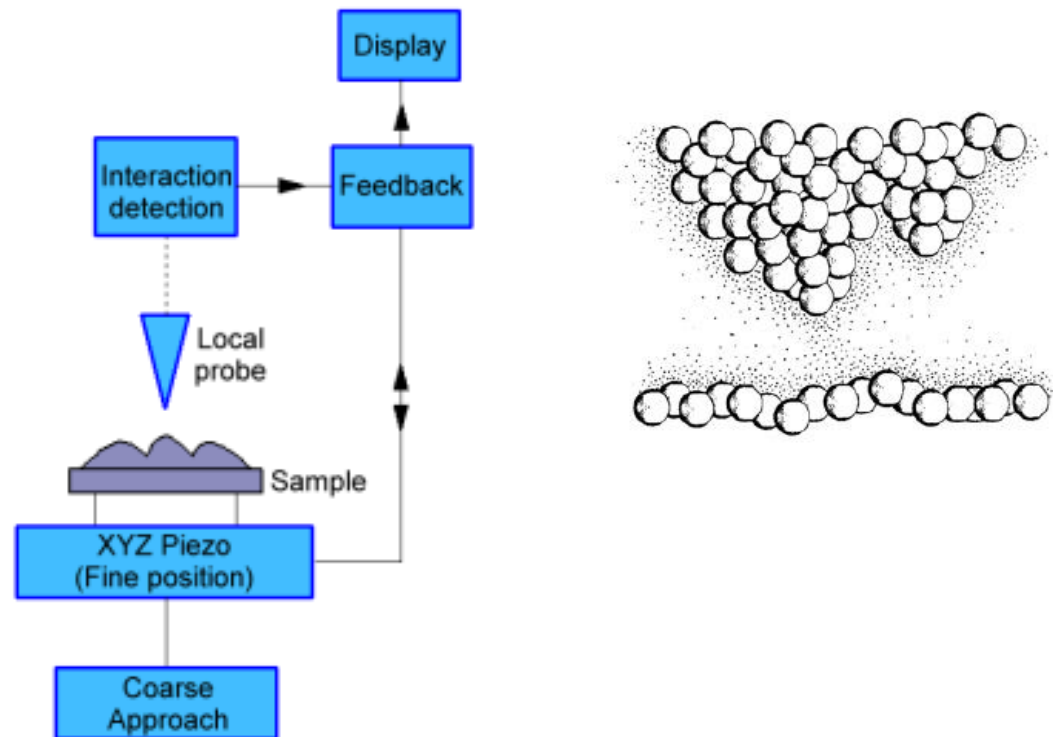 Display
Interaction
detection
Feedback
Local
probe
Sample
XYZ Piezo
(Fine position)
Coarse
Approach